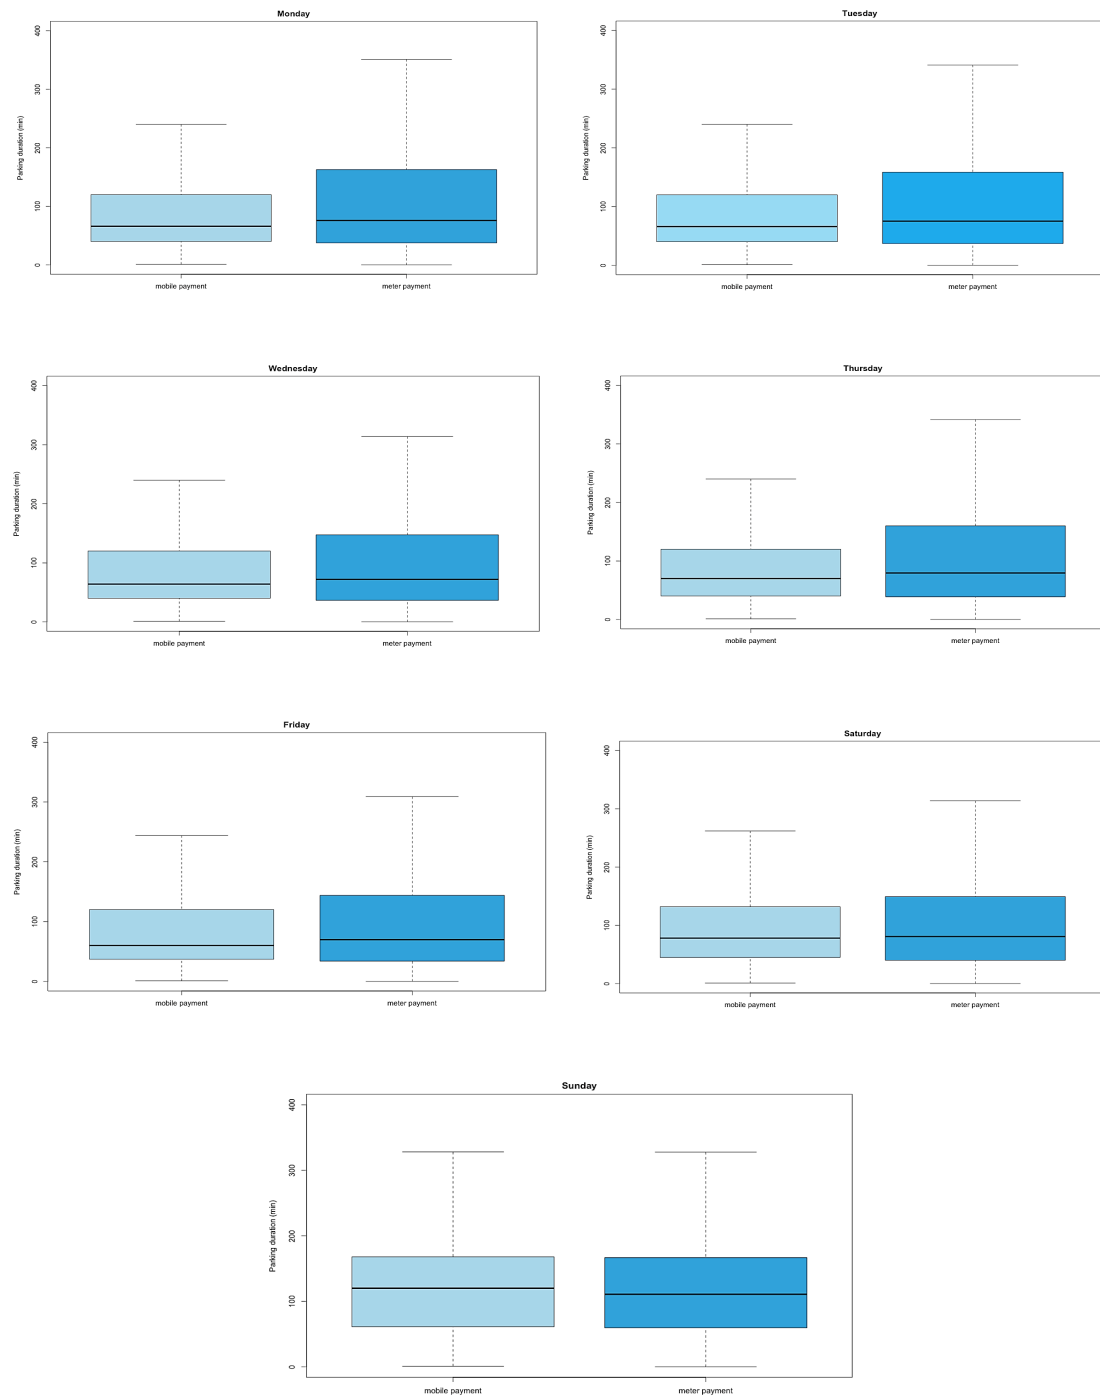 Monday
Parking duration (min)
400
300
200
100
0
mobile payment
meter payment
Tuesday
Parking duration (min)
400
300
200
100
0
mobile payment
meter payment
Wednesday
Parking duration (min)
400
300
200
100
0
mobile payment
meter payment
Thursday
Parking duration (min)
400
300
200
100
0
mobile payment
meter payment
Friday
Parking duration (min)
400
300
200
100
0
mobile payment
meter payment
Saturday
Parking duration (min)
400
300
200
100
0
mobile payment
meter payment
Sunday
Parking duration (min)
400
300
200
100
0
mobile payment
meter payment